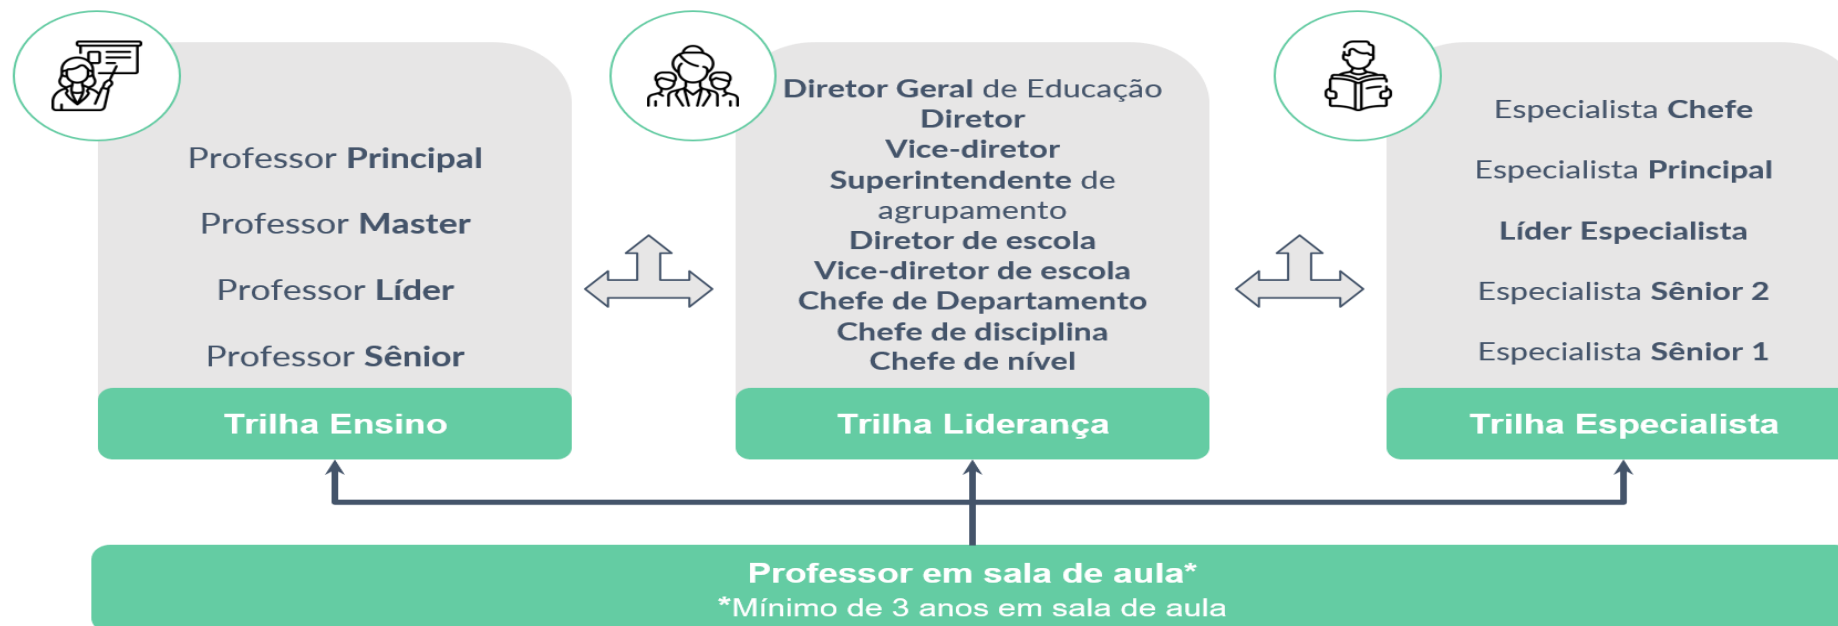 Professor Principal
Professor Master
Professor Líder
Professor Sênior
Trilha Ensino
Diretor Geral de Educação
Diretor
Vice-diretor
Superintendente de
agrupamento
Diretor de escola
Vice-diretor de escola
Chefe de Departamento
Chefe de disciplina
Chefe de nível
Trilha Liderança
Especialista Chefe
Especialista Principal
Líder Especialista
Especialista Sênior 2
Especialista Sênior 1
Trilha Especialista
Professor em sala de aula*
*Mínimo de 3 anos em sala de aula